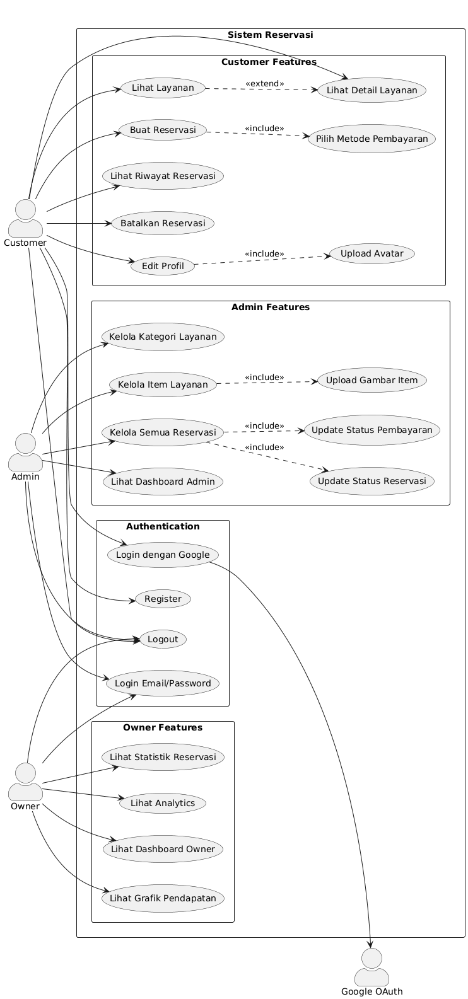 Sistem Reservasi
Customer Features
Lihat Layanan
«extend»
Lihat Detail Layanan
Buat Reservasi
«include»
Pilih Metode Pembayaran
Lihat Riwayat Reservasi
Batalkan Reservasi
Customer
Edit Profil
«include»
Upload Avatar
Admin Features
Kelola Kategori Layanan
Kelola Item Layanan
«include»
Upload Gambar Item
Kelola Semua Reservasi
«include»
Update Status Pembayaran
«include»
Update Status Reservasi
Admin
Lihat Dashboard Admin
Authentication
Login dengan Google
Register
Logout
Login Email/Password
Owner Features
Lihat Statistik Reservasi
Lihat Analytics
Owner
Lihat Dashboard Owner
Lihat Grafik Pendapatan
Google OAuth